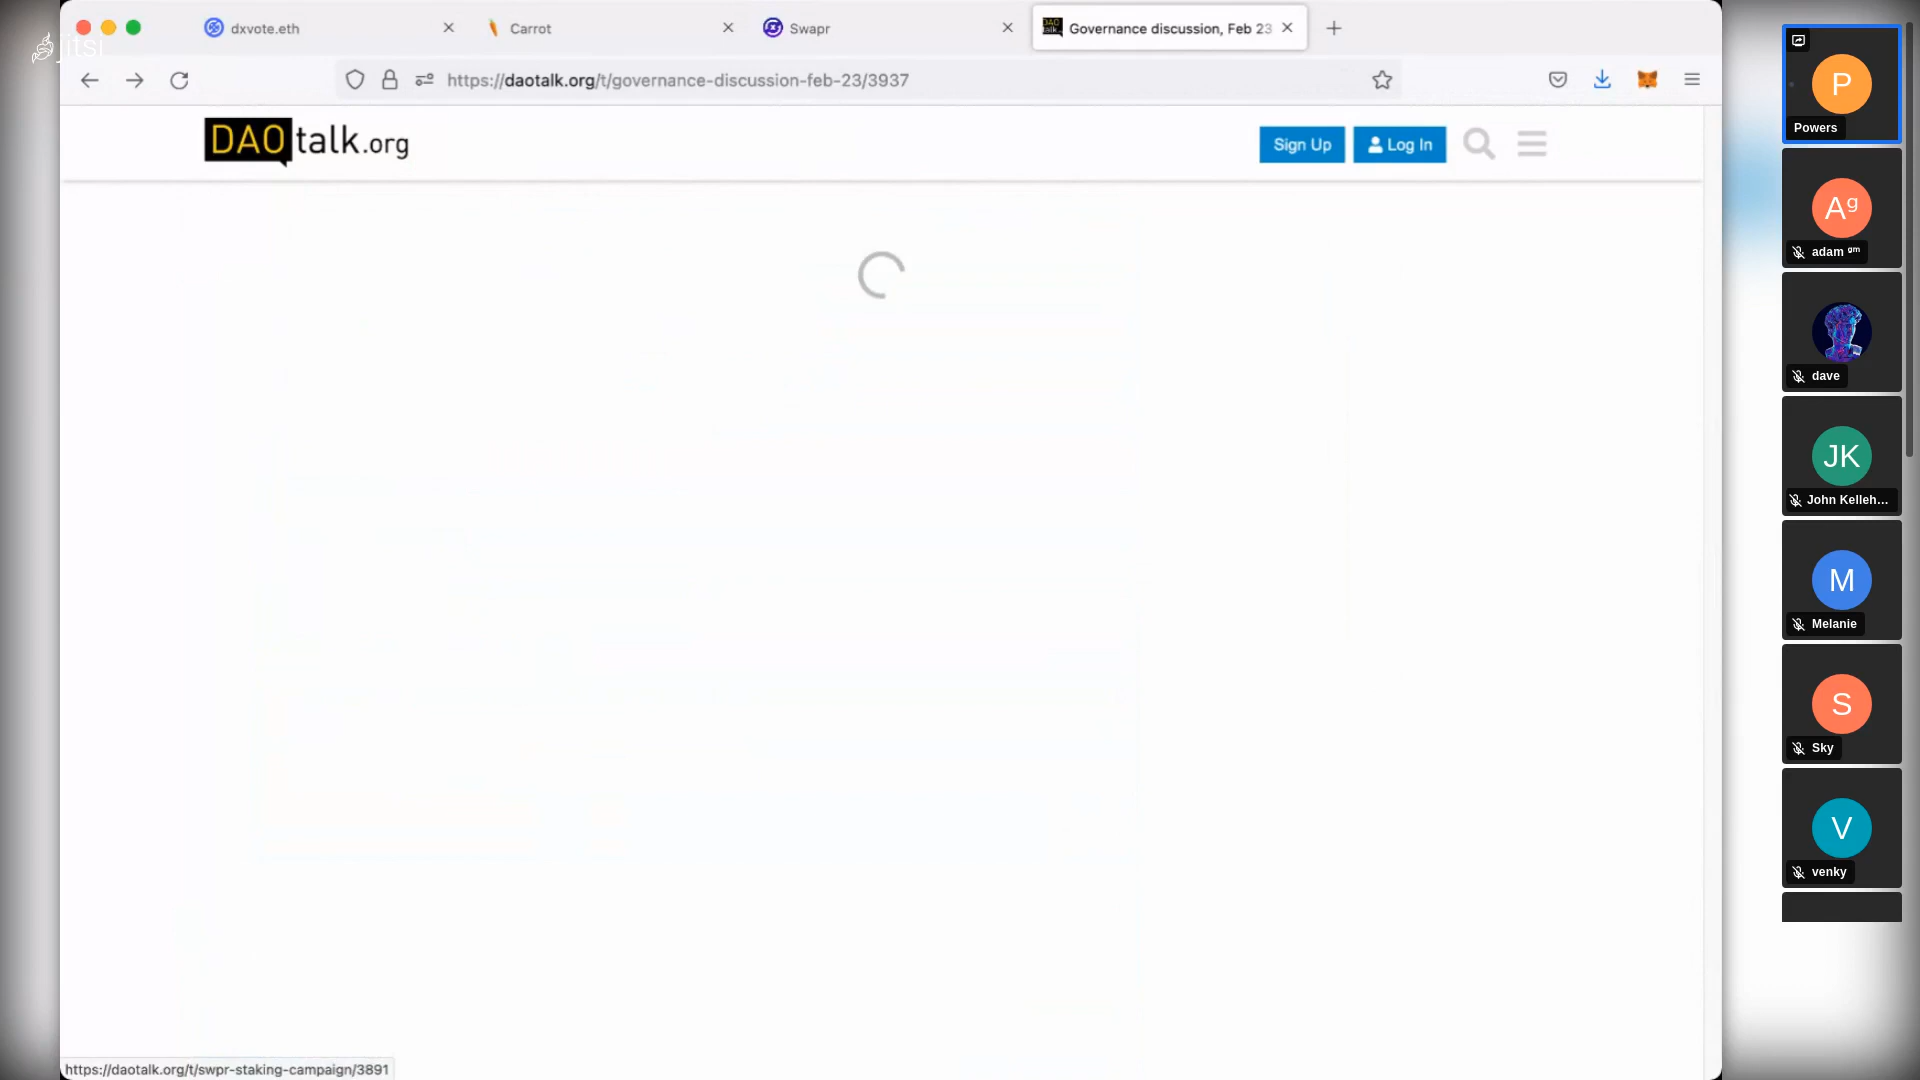 dxvote.eth
Carrot
Swapr
Governance discussion, Feb 23
jitsi
https://daotalk.org/t/governance-discussion-feb-23/3937
DAOtalk.org
Sign Up
Log In
P
Powers
Ag
adam gm
dave
JK
John Kelleh...
M
Melanie
S
Sky
V
venky
https://daotalk.org/t/swpr-staking-campaign/3891